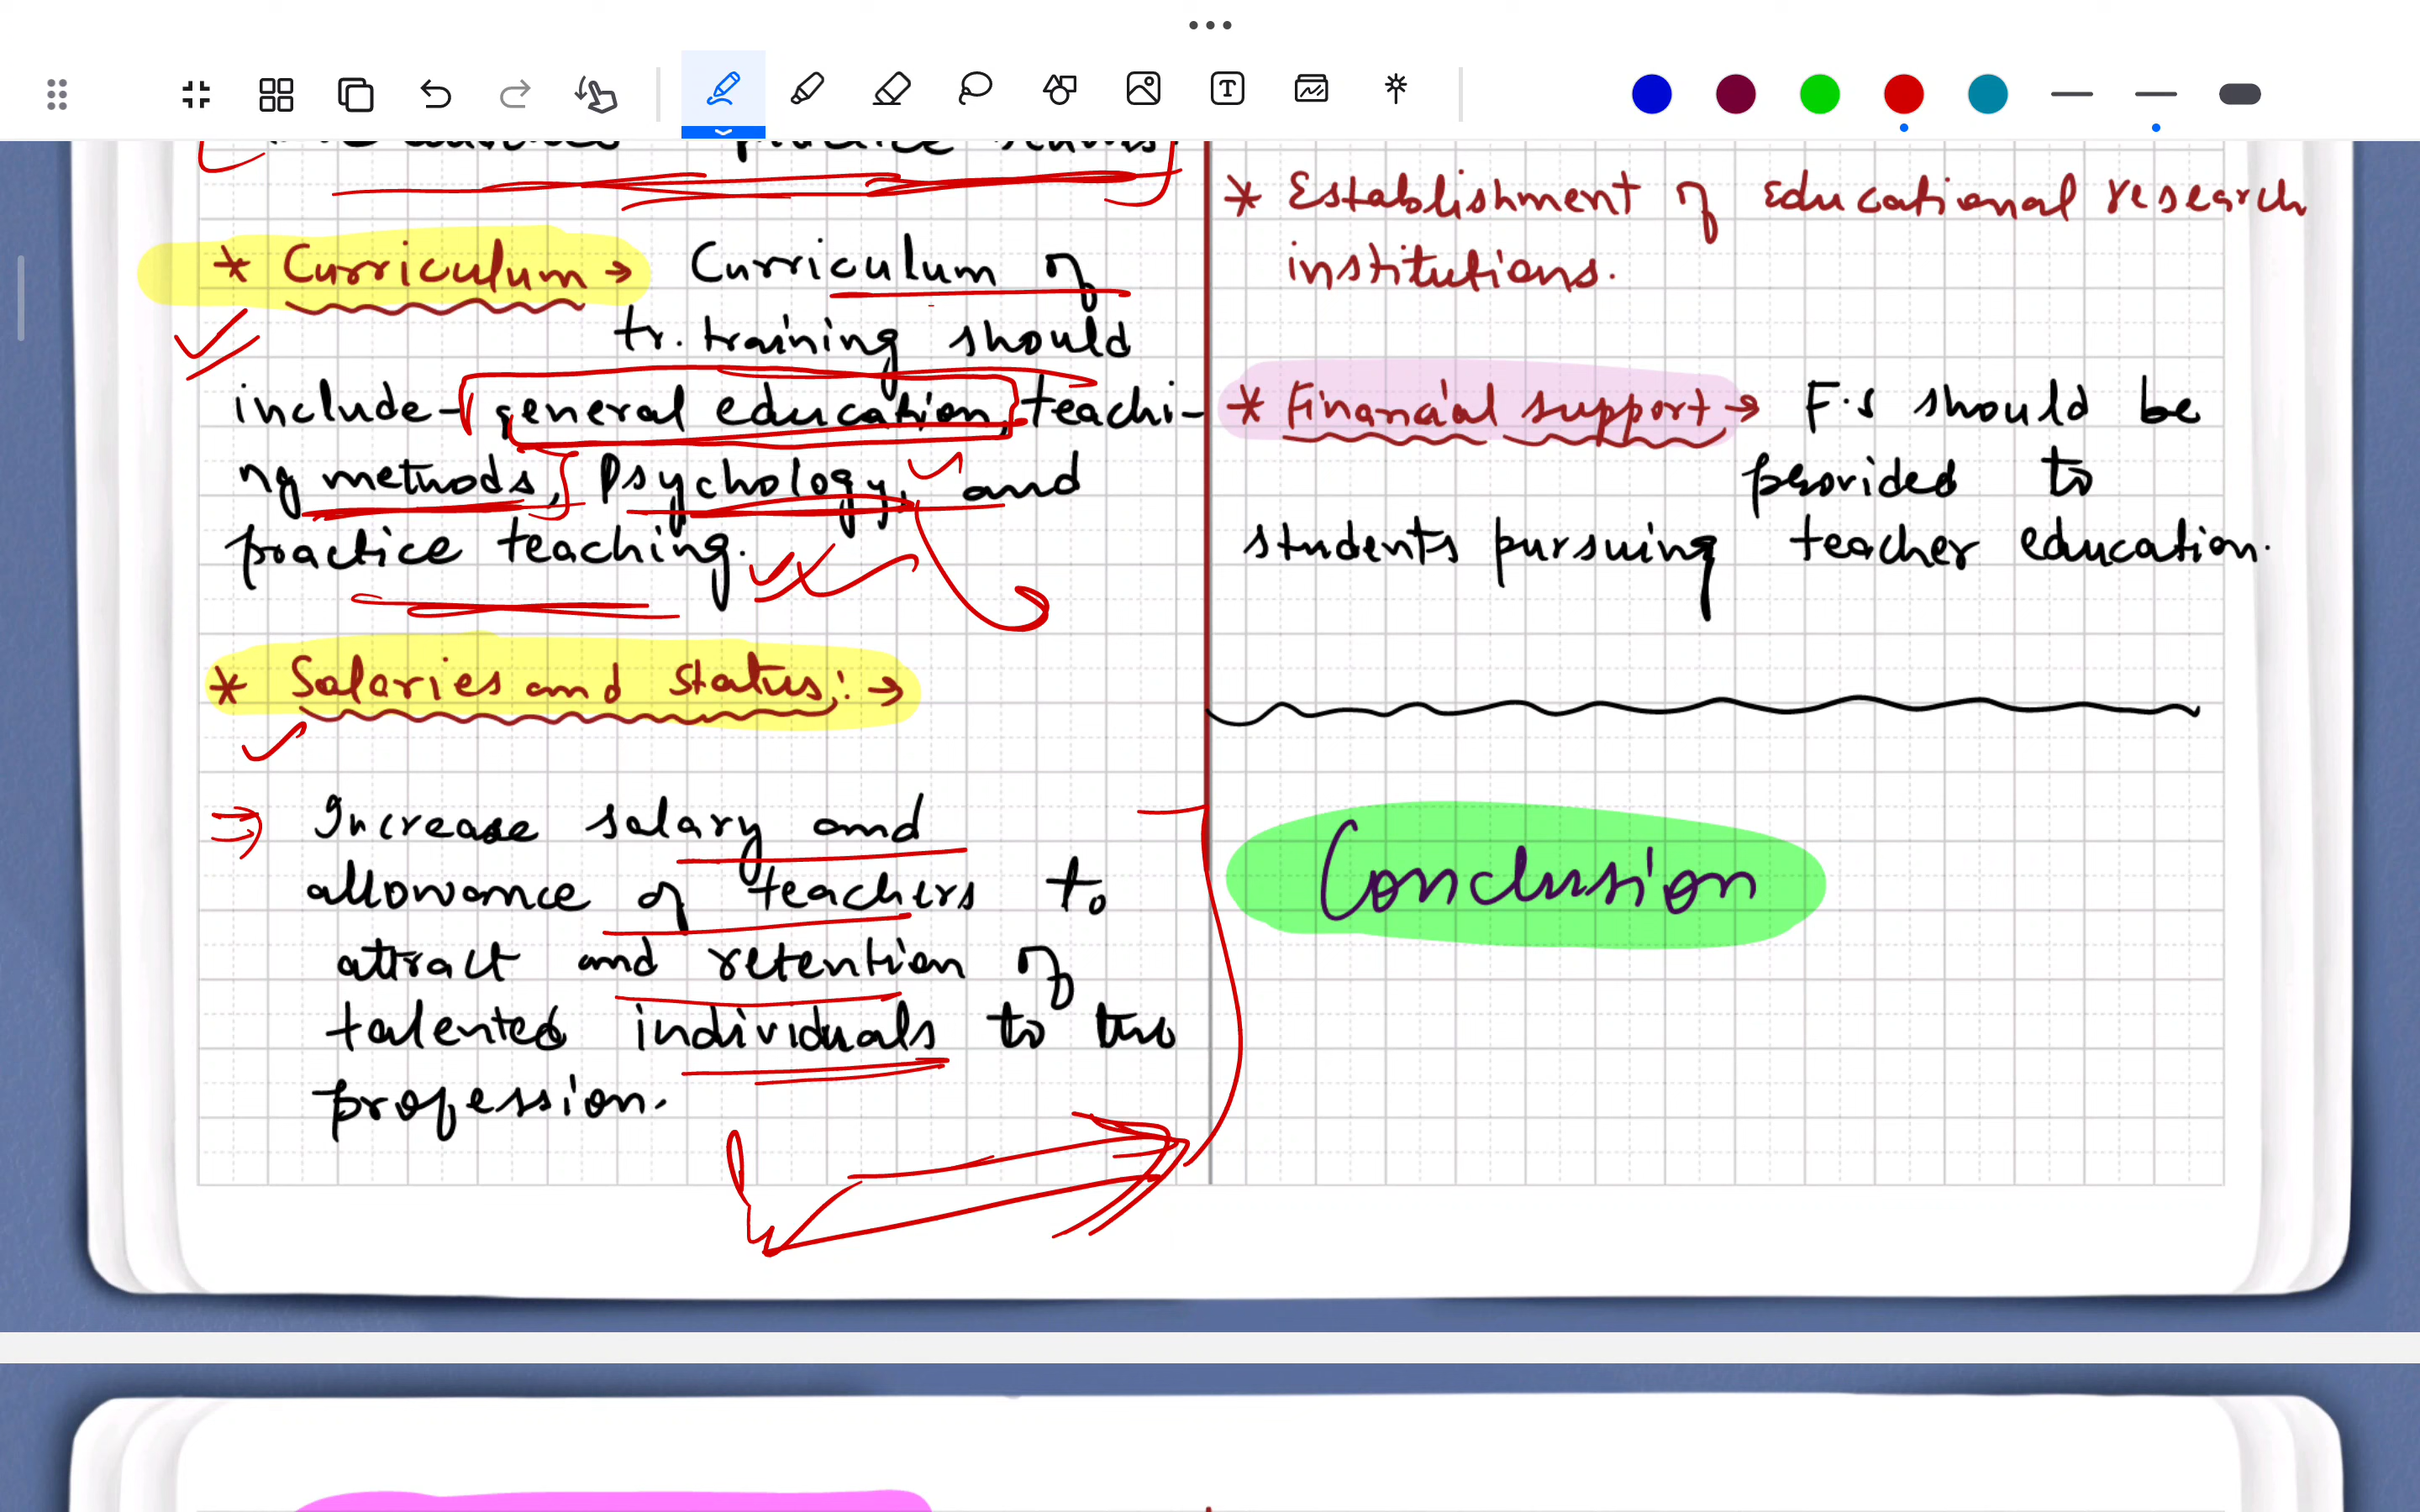 * Curriculum → Curriculum of
tr. training should
include - general education, teachi-
ng methods, Psychology, and
practice teaching.
* Salaries and status: →
⇒ Increase salary and
allowance of teachers to
attract and retention of
talented individuals to this
profession.
* Establishment of Educational research
institutions.
* Financial support → F.S should be
provided to
students pursuing teacher education.
Conclusion